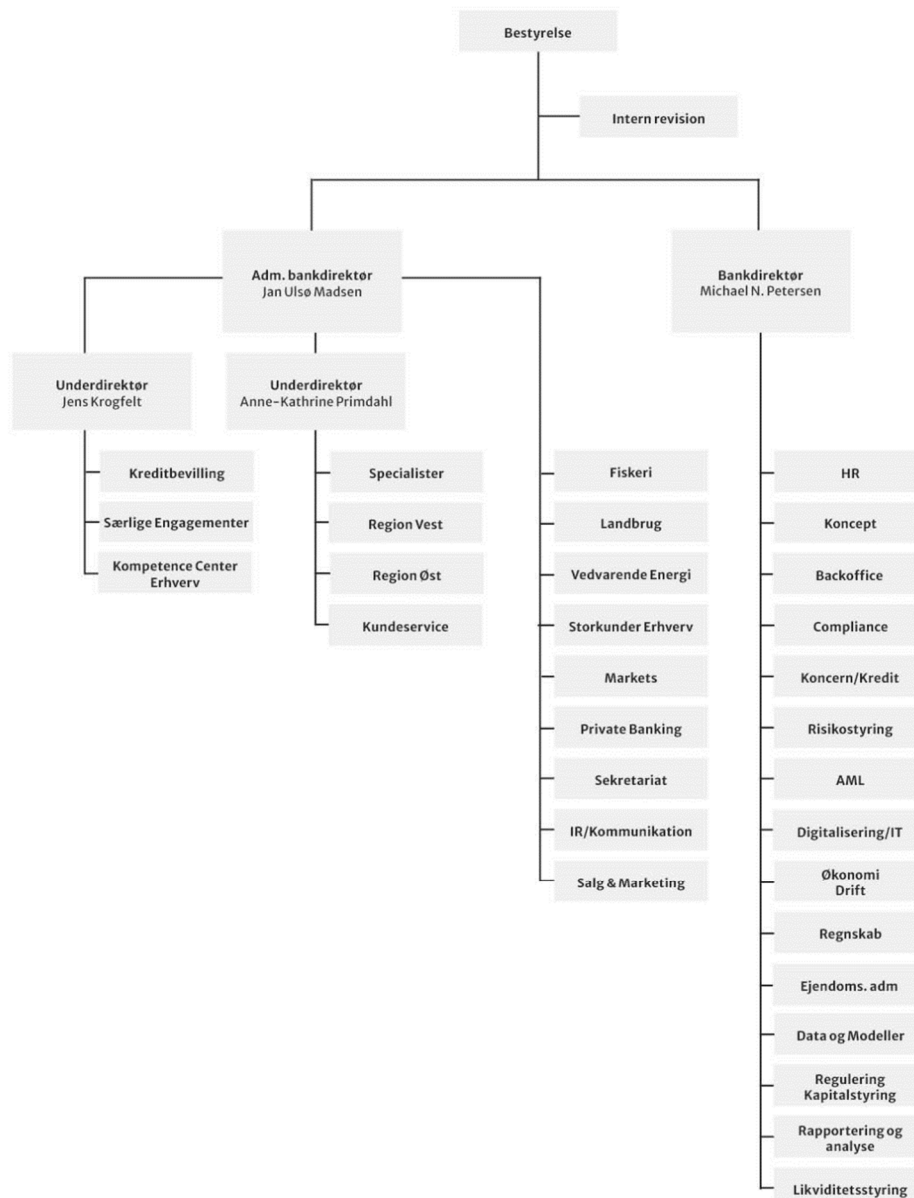 Bestyrelse
Intern revision
Adm. bankdirektør
Jan Ulsø Madsen
Bankdirektør
Michael N. Petersen
Underdirektør
Jens Krogfelt
Underdirektør
Anne-Kathrine Primdahl
Kreditbevilling
Særlige Engagementer
Kompetence Center
Erhverv
Specialister
Region Vest
Region Øst
Kundeservice
Fiskeri
Landbrug
Vedvarende Energi
Storkunder Erhverv
Markets
Private Banking
Sekretariat
IR/Kommunikation
Salg & Marketing
HR
Koncept
Backoffice
Compliance
Koncern/Kredit
Risikostyring
AML
Digitalisering/IT
Økonomi
Drift
Regnskab
Ejendoms. adm
Data og Modeller
Regulering
Kapitalstyring
Rapportering og
analyse
Likviditetsstyring